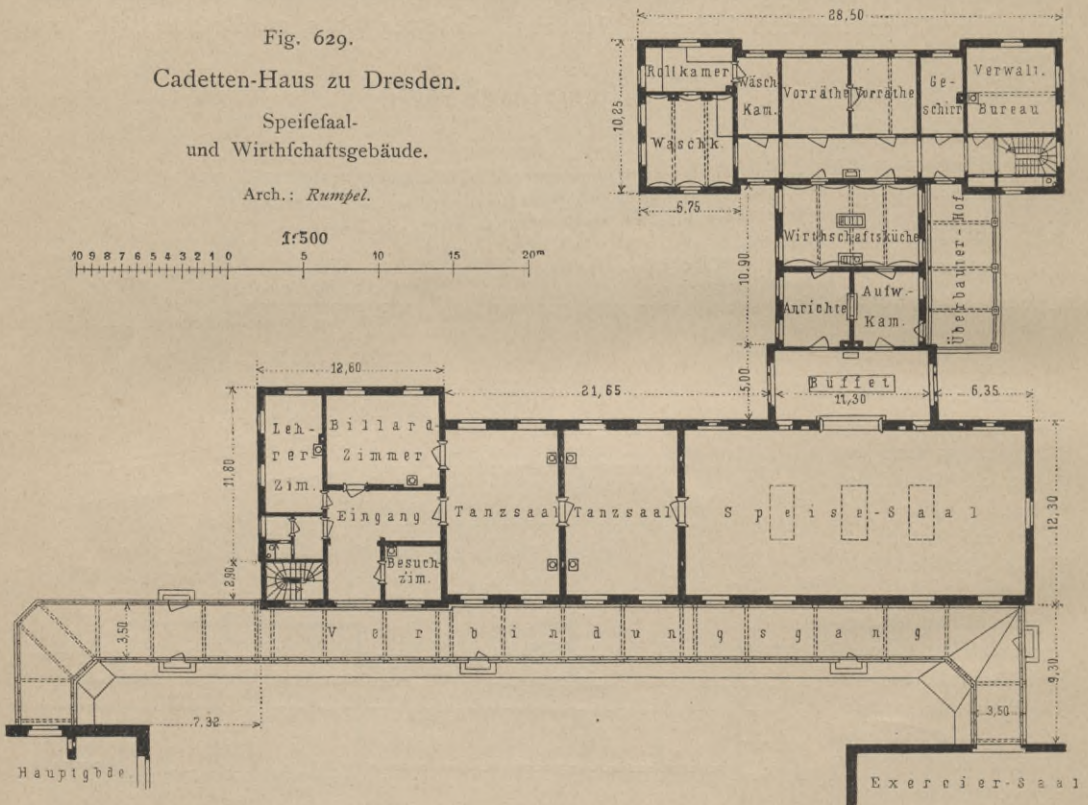 Fig. 629.
Cadetten-Haus zu Dresden.
Speiſeſaal-
und Wirthſchaftsgebäude.
Arch.: Rumpel.
1:500
10 9 8 7 6 5 4 3 2 1 0 5 10 15 20m
28,50
10,25
Rollkamer
Wäsch
Kam.
Vorräthe
Vorräthe
Ge-
schirr
Verwalt.
Bureau
Waschk.
6,75
Wirthschaftsküche
Überbauter-Hof
10,90
Anrichte
Aufw.-
Kam.
5,00
Büffet
11,30
6,35
12,60
21,65
11,80
Leh-
rer
Zim.
Billard-
Zimmer
Eingang
Tanzsaal
Tanzsaal
Speise-Saal
12,30
Besuch
zim.
2,90
3,50
Verbindungsgang
9,30
7,32
3,50
Hauptgbde.
Exercier-Saal